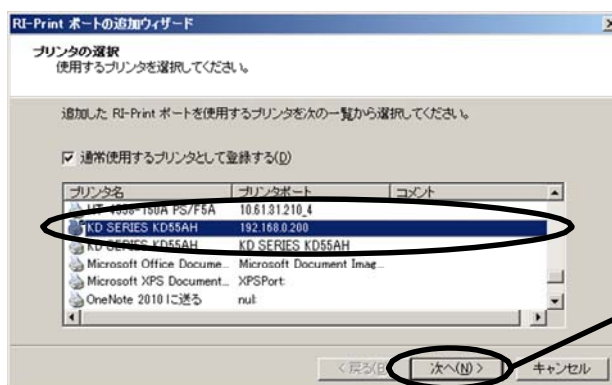 RI-Print ポートの追加ウィザード
プリンタの選択
使用するプリンタを選択してください。
追加した RI-Print ポートを使用するプリンタを次の一覧から選択してください。
通常使用するプリンタとして登録する(D)
プリンタ名 プリンタポート コメント
PS/F5A 10.61.31.210_4
KD SERIES KD55AH 192.168.0.200
KD SERIES KD55AH KD SERIES KD55AH
Microsoft Office Docume... Microsoft Document Imag...
Microsoft XPS Document... XPSPort:
OneNote 2010 に送る nul:
< 戻る(B 次へ(N) > キャンセル